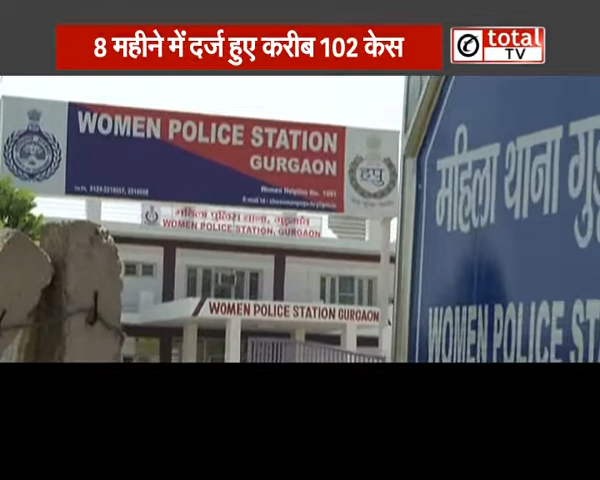 8 महीने में दर्ज हुए करीब 102 केस
total
TV
WOMEN POLICE STATION
GURGAON
Women Helpline No. 1091
हपु
महिला पुलिस थाना, गुड़गाँव
WOMEN POLICE STATION, GURGAON
WOMEN POLICE STATION GURGAON
महिला थाना
WOMEN POLICE